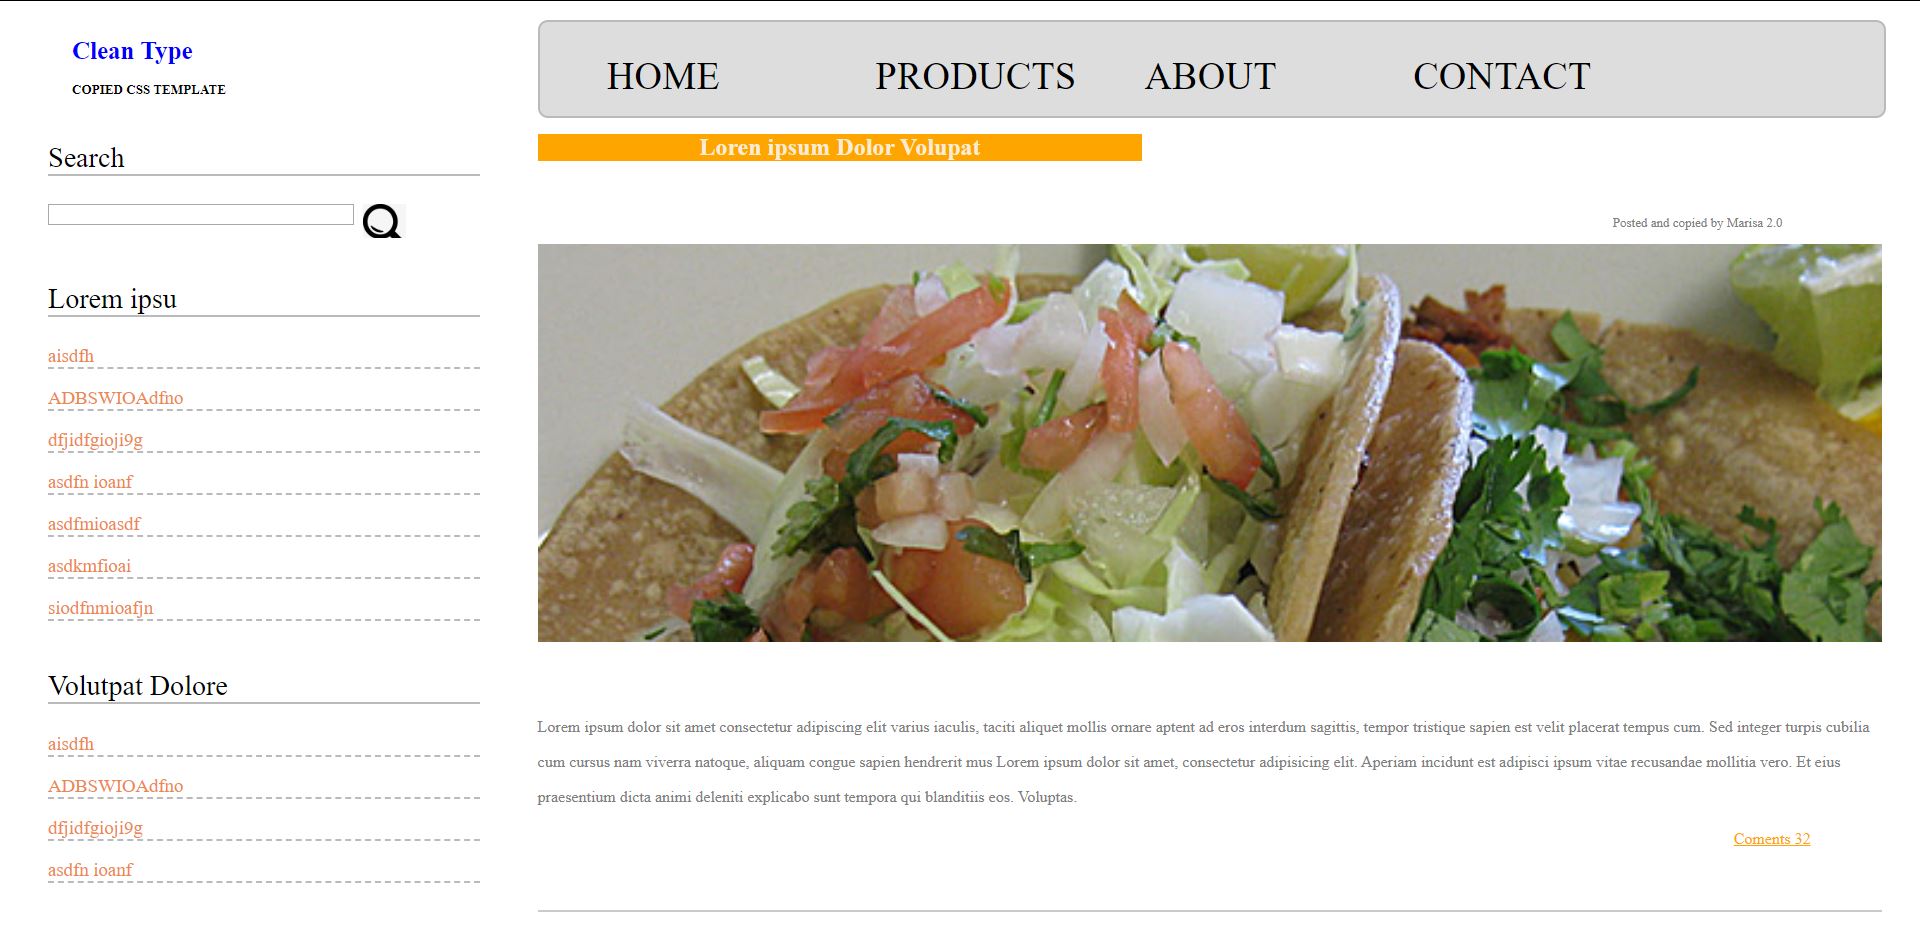 Clean Type
COPIED CSS TEMPLATE
Search
Lorem ipsu
aisdfh
ADBSWIOAdfno
dfjidfgioji9g
asdfn ioanf
asdfmioasdf
asdkmfioai
siodfnmioafjn
Volutpat Dolore
aisdfh
ADBSWIOAdfno
dfjidfgioji9g
asdfn ioanf
HOME PRODUCTS ABOUT CONTACT
Loren ipsum Dolor Volupat
Posted and copied by Marisa 2.0
Lorem ipsum dolor sit amet consectetur adipiscing elit varius iaculis, taciti aliquet mollis ornare aptent ad eros interdum sagittis, tempor tristique sapien est velit placerat tempus cum. Sed integer turpis cubilia
cum cursus nam viverra natoque, aliquam congue sapien hendrerit mus Lorem ipsum dolor sit amet, consectetur adipisicing elit. Aperiam incidunt est adipisci ipsum vitae recusandae mollitia vero. Et eius
praesentium dicta animi deleniti explicabo sunt tempora qui blanditiis eos. Voluptas.
Coments 32